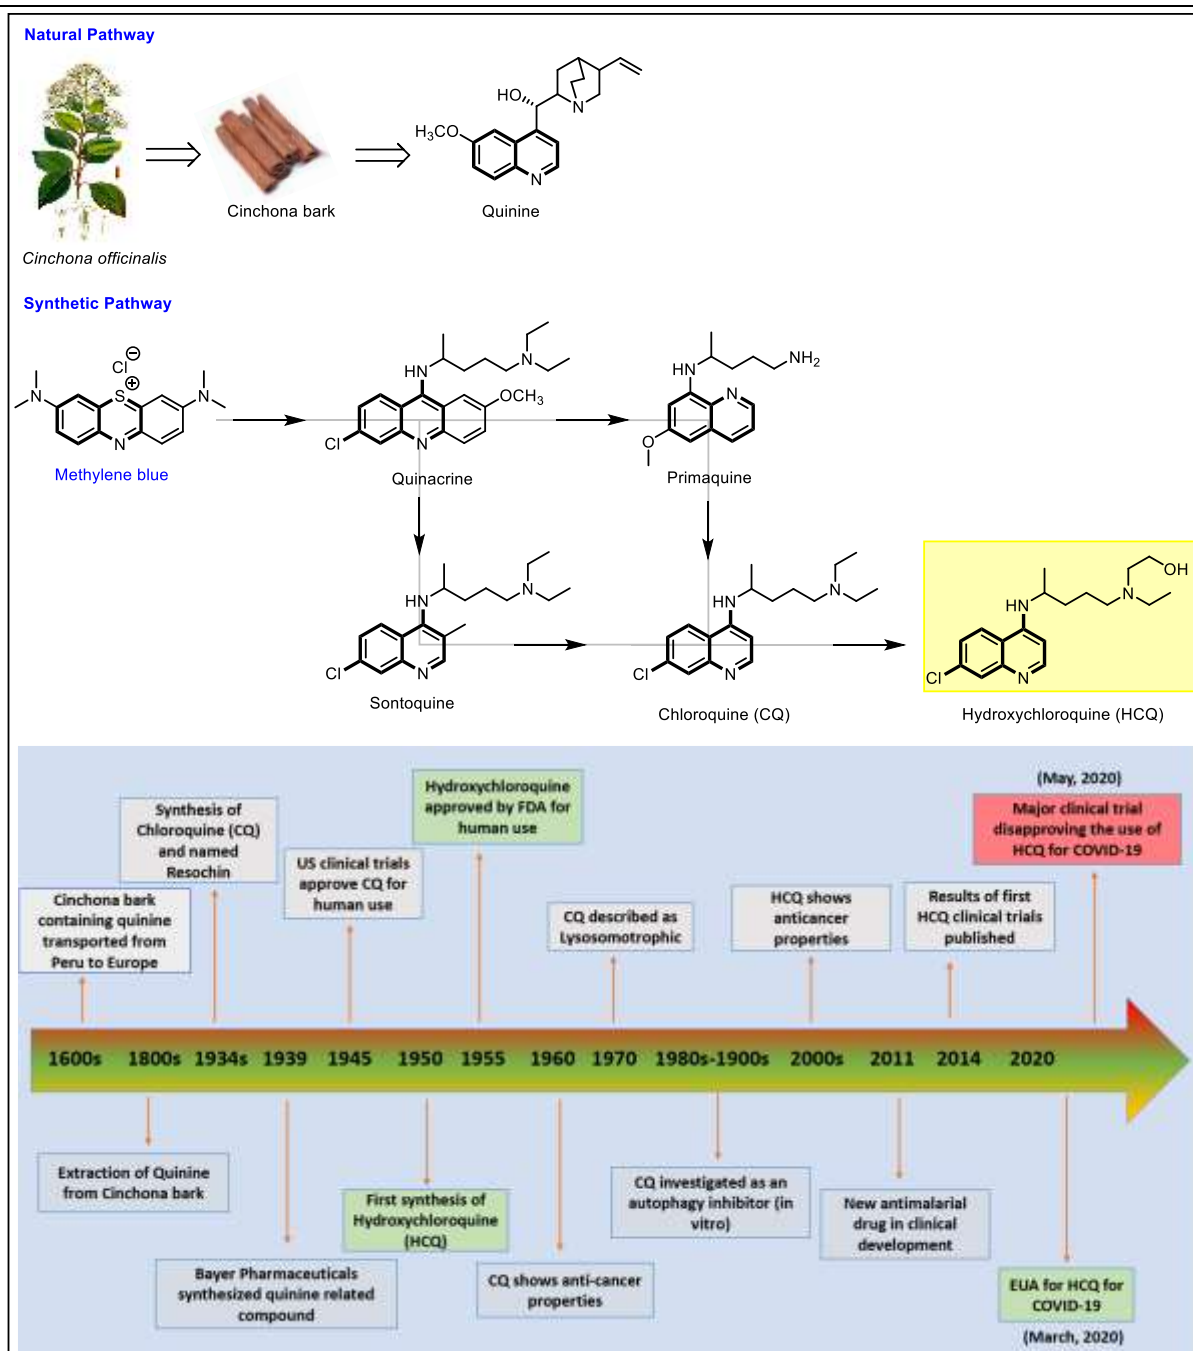 Natural Pathway
HO
N
H3CO
N
Cinchona bark
Quinine
Cinchona officinalis
Synthetic Pathway
Cl
N
S
N
N
Methylene blue
HN
N
OCH3
Cl
N
Quinacrine
HN
NH2
N
O
Primaquine
HN
N
Cl
N
Sontoquine
HN
N
Cl
N
Chloroquine (CQ)
OH
N
HN
Cl
N
Hydroxychloroquine (HCQ)
Cinchona bark
containing quinine
transported from
Peru to Europe
Synthesis of
Chloroquine (CQ)
and named
Resochin
US clinical trials
approve CQ for
human use
Hydroxychloroquine
approved by FDA for
human use
CQ described as
Lysosomotrophic
HCQ shows
anticancer
properties
Results of first
HCQ clinical trials
published
(May, 2020)
Major clinical trial
disapproving the use of
HCQ for COVID-19
1600s 1800s 1934s 1939 1945 1950 1955 1960 1970 1980s-1900s 2000s 2011 2014 2020
Extraction of Quinine
from Cinchona bark
Bayer Pharmaceuticals
synthesized quinine related
compound
First synthesis of
Hydroxychloroquine
(HCQ)
CQ shows anti-cancer
properties
CQ investigated as an
autophagy inhibitor (in
vitro)
New antimalarial
drug in clinical
development
EUA for HCQ for
COVID-19
(March, 2020)